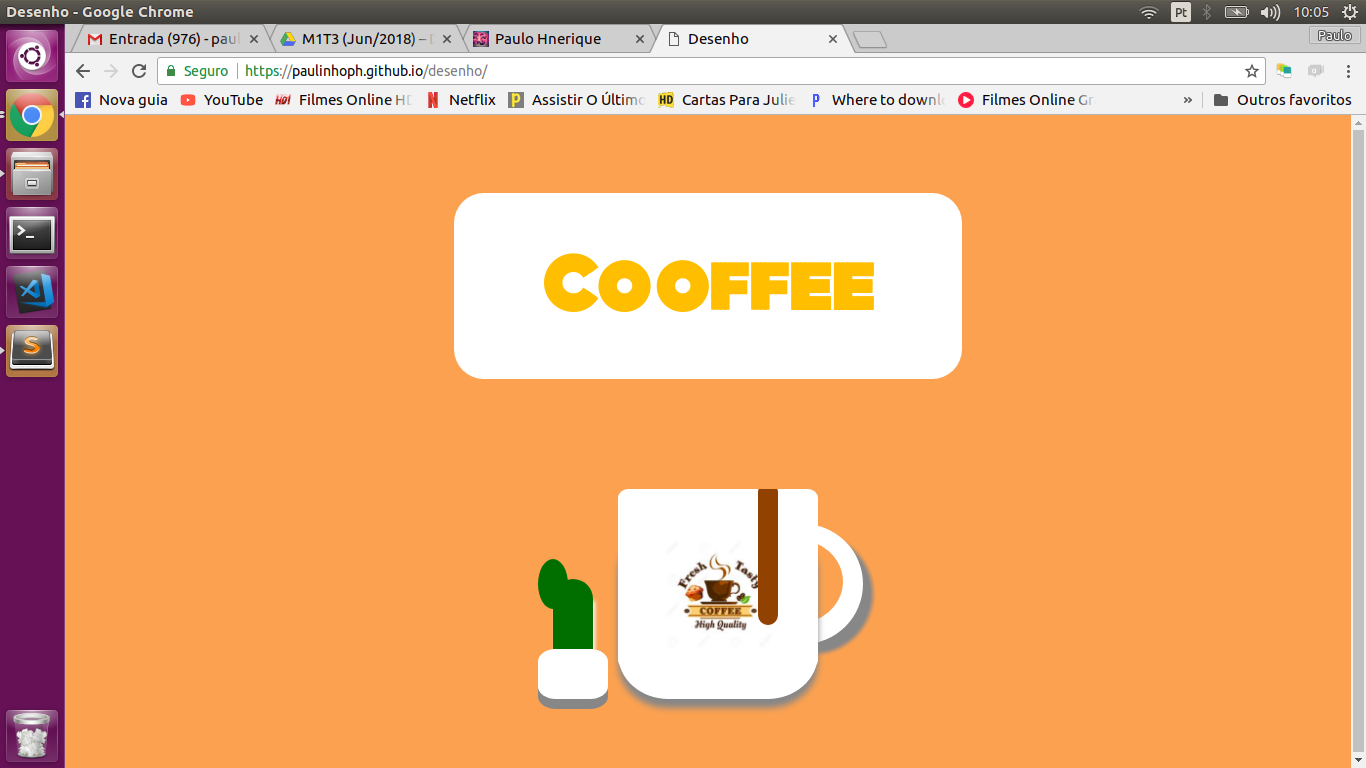 Desenho - Google Chrome
Pt
10:05
Entrada (976) - paul
M1T3 (Jun/2018) – D
Paulo Hnerique
Desenho
Paulo
Seguro
https://paulinhoph.github.io/desenho/
Nova guia
YouTube
Filmes Online HD
Netflix
Assistir O Último
Cartas Para Julie
Where to downl
Filmes Online Gr
»
Outros favoritos
COOFFEE
Fresh Tasty
COFFEE
High Quality